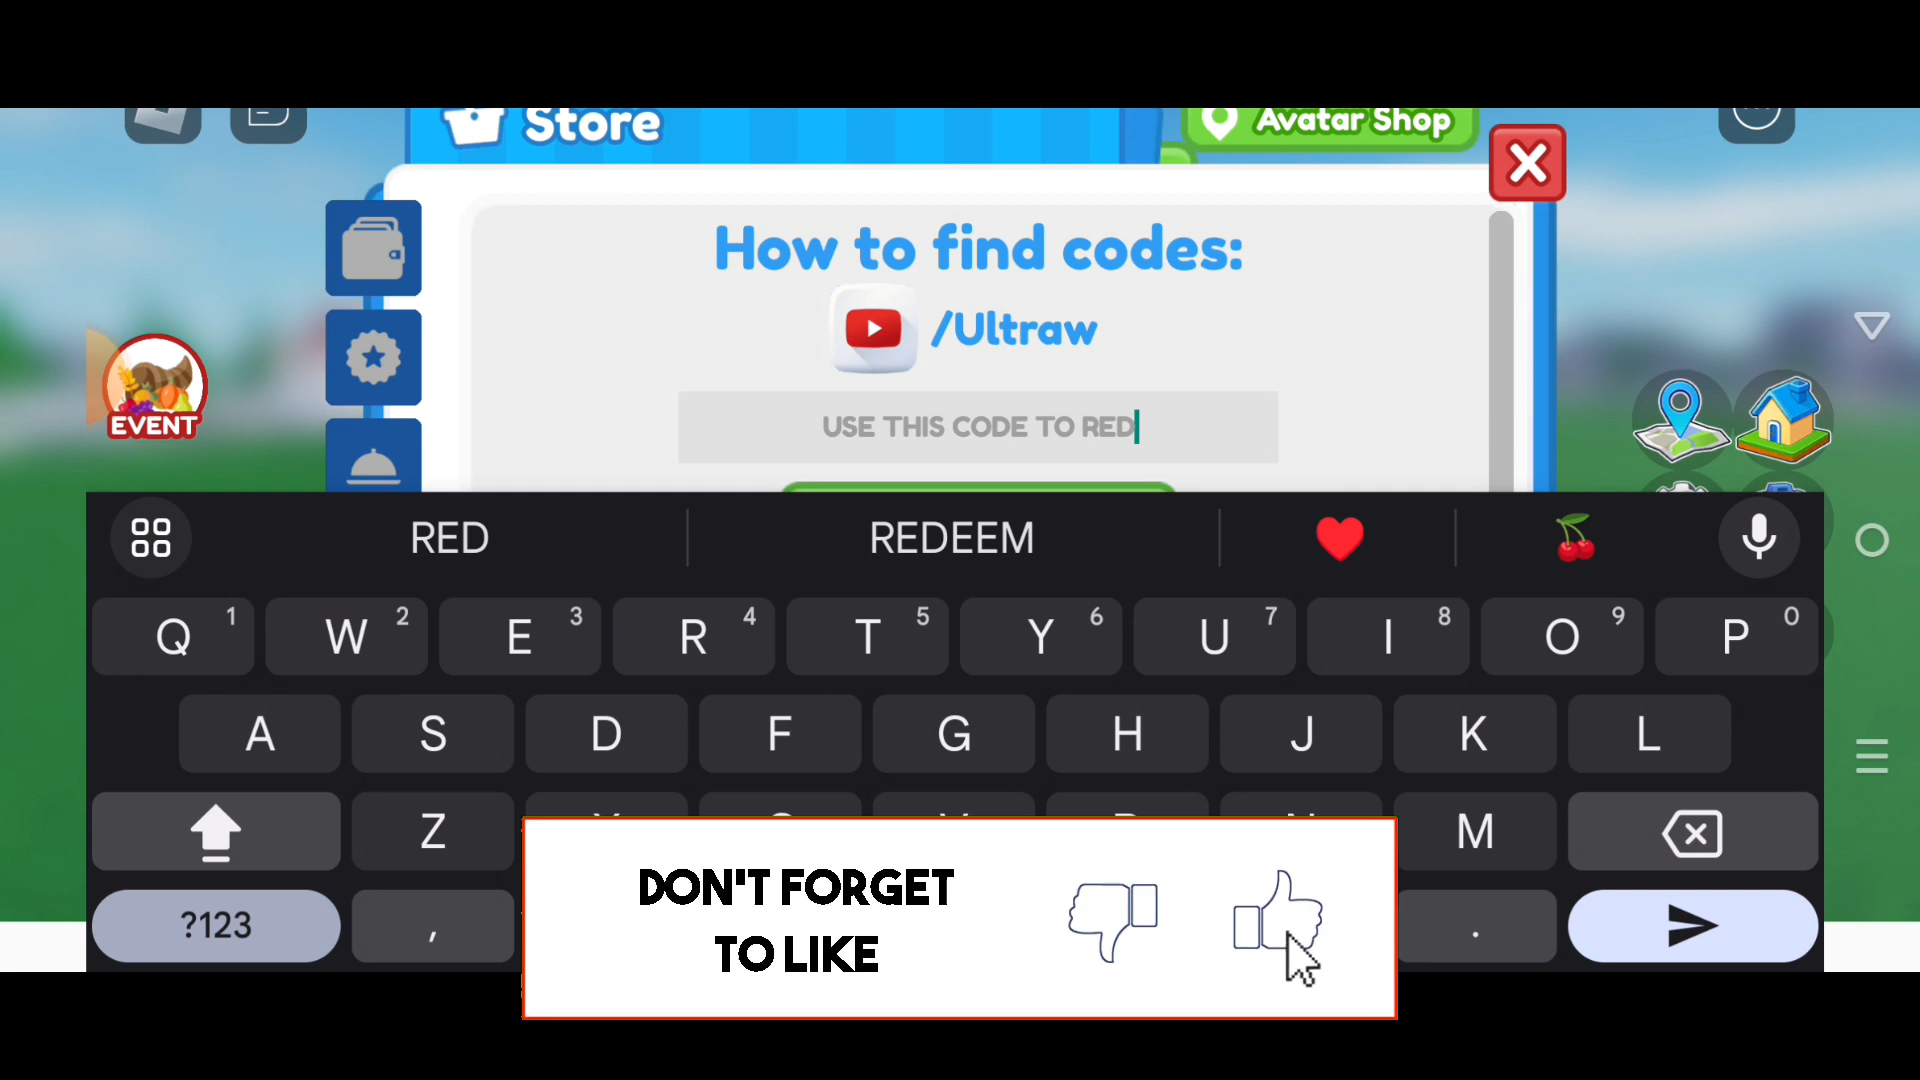 Store
Avatar Shop
How to find codes:
/Ultraw
EVENT
USE THIS CODE TO RED
RED REDEEM
Q 1 W 2 E 3 R 4 T 5 Y 6 U 7 I 8 O 9 P 0
A S D F G H J K L
Z M
?123 , .
DON'T FORGET
TO LIKE